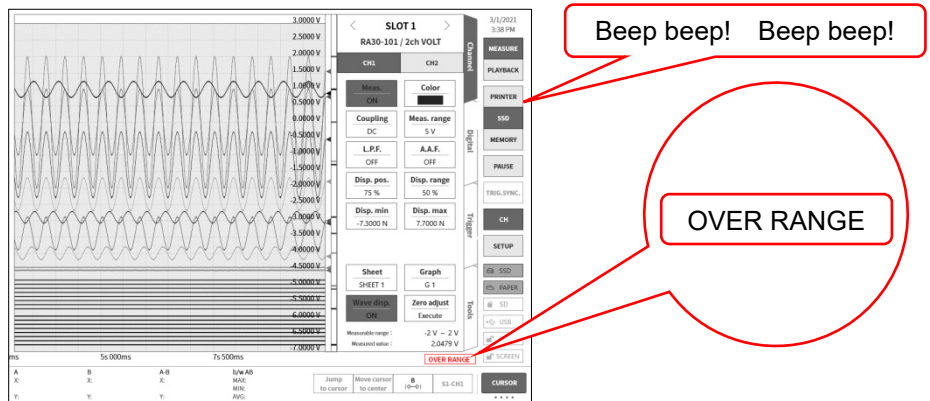 Beep beep! Beep beep!
OVER RANGE
3.0000 V
2.5000 V
2.0000 V
1.5000 V
1.0000 V
0.5000 V
0.0000 V
-0.5000 V
-1.0000 V
-1.5000 V
-2.0000 V
-2.5000 V
-3.0000 V
-3.5000 V
-4.0000 V
-4.5000 V
-5.0000 V
-5.5000 V
-6.0000 V
-6.5000 V
-7.0000 V
ms 5s000ms 7s500ms
SLOT 1
RA30-101 / 2ch VOLT
CH1 CH2
Meas.
ON
Color
Coupling
DC
Meas. range
5 V
L.P.F.
OFF
A.A.F.
OFF
Disp. pos.
75 %
Disp. range
50 %
Disp. min
-7.3000 N
Disp. max
7.7000 N
Sheet
SHEET 1
Graph
G 1
Wave disp.
ON
Zero adjust
Execute
Measurable range : -2 V ~ 2 V
Measured value : 2.0479 V
OVER RANGE
Channel
Digital
Trigger
Tools
3/1/2021
3:38 PM
MEASURE
PLAYBACK
PRINTER
SSD
MEMORY
PAUSE
TRIG.SYNC.
CH
SETUP
SSD
PAPER
SD
USB
SCREEN
A B A-B b/w AB
X: X: X: MAX:
MIN:
Y: Y: Y: AVG:
Jump
to cursor
Move cursor
to center
B
S1-CH1
CURSOR